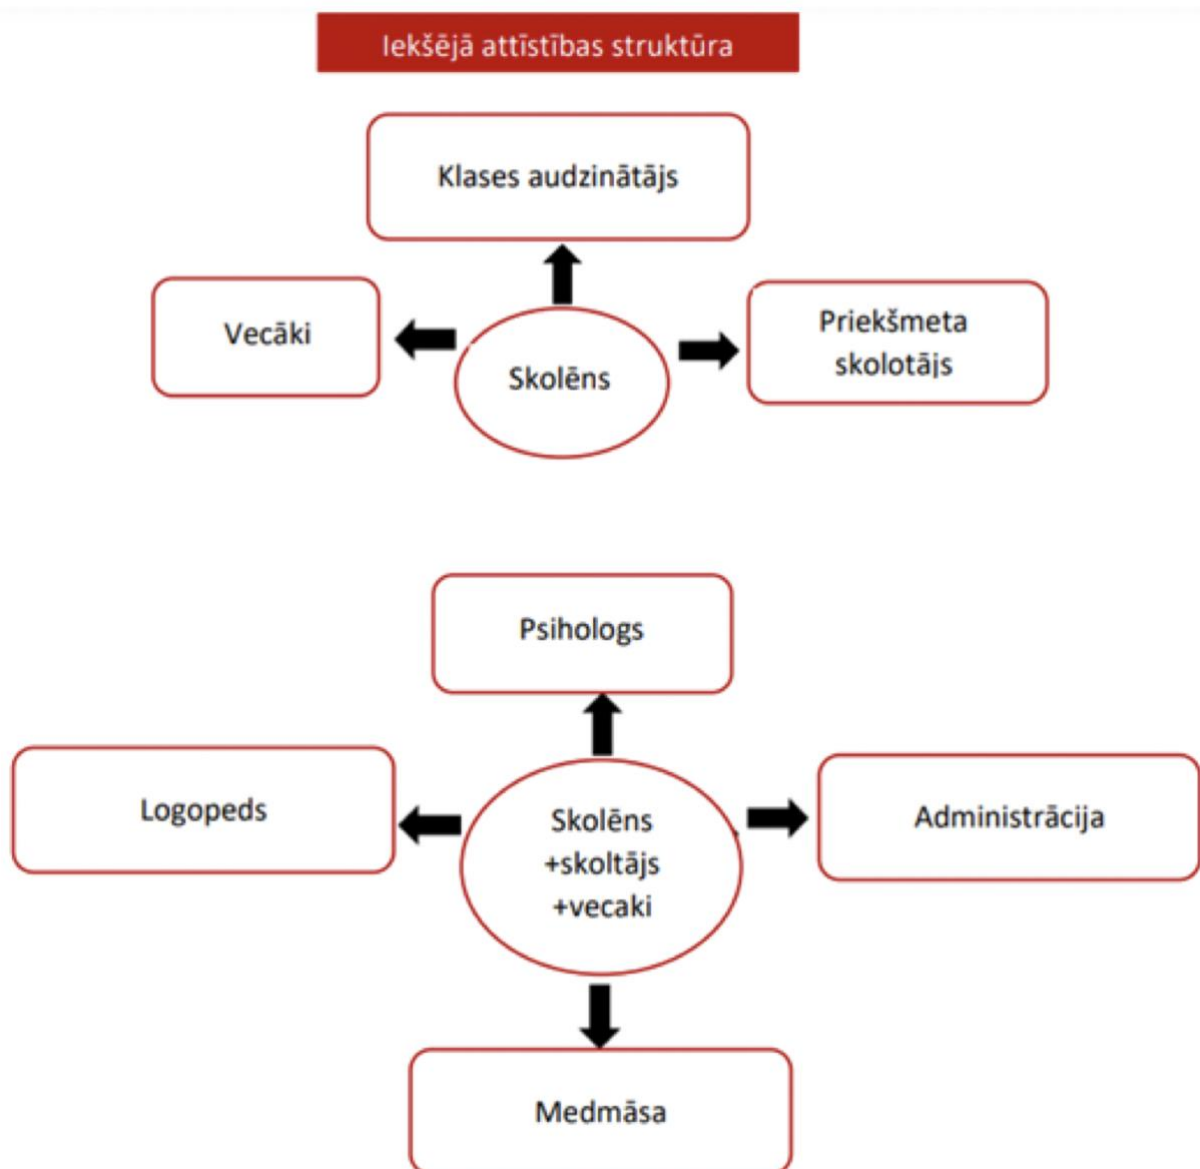 Iekšējā attīstības struktūra
Klases audzinātājs
Vecāki
Priekšmeta
skolotājs
Skolēns
Psihologs
Logopeds
Skolēns
+skoltājs
+vecaki
Administrācija
Medmāsa